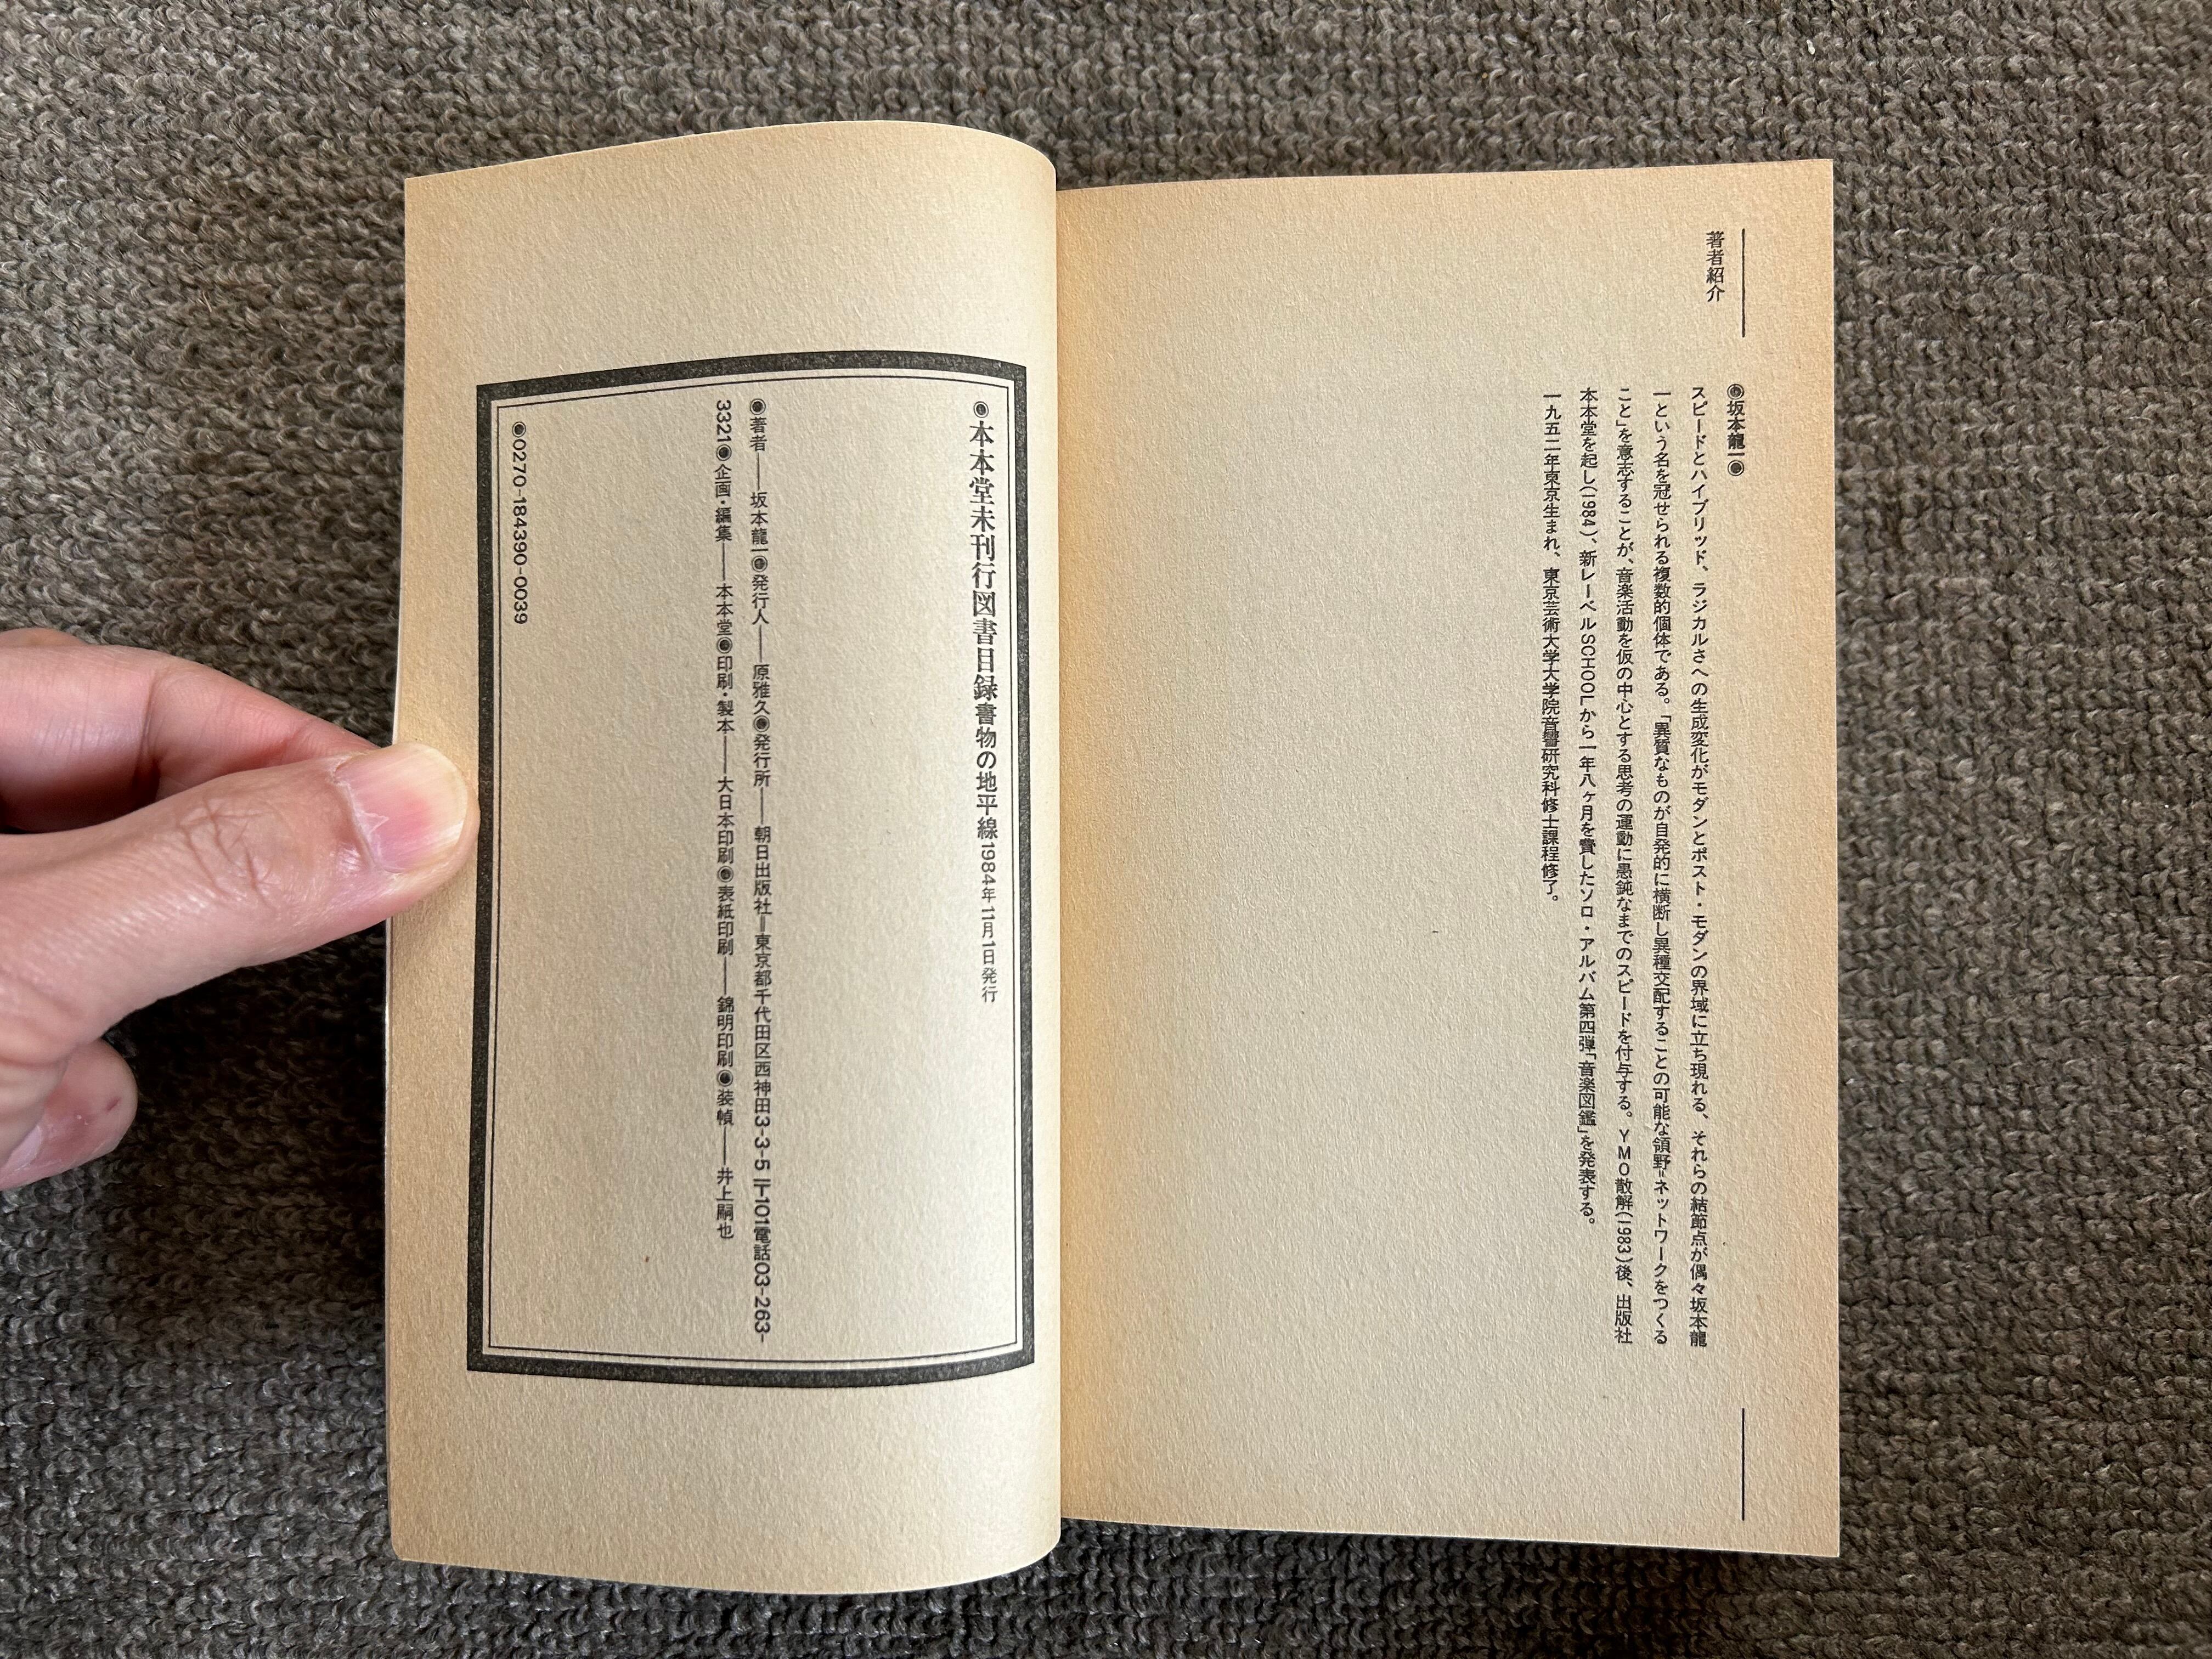 著者紹介
◉坂本龍一◉
スピードとハイブリッド、ラジカルさへの生成変化がモダンとポスト・モダンの界域に立ち現れる、それらの結節点が偶々坂本龍
一という名を冠せられる複数的個体である。「異質なものが自発的に横断し異種交配することの可能な領野＝ネットワークをつくる
こと」を意志することが、音楽活動を仮の中心とする思考の運動に愚鈍なまでのスピードを付与する。YMO散解(1983)後、出版社
本本堂を起し(1984)、新レーベルSCHOOLから一年八ヶ月を費したソロ・アルバム第四弾「音楽図鑑」を発表する。
一九五二年東京生まれ、東京芸術大学大学院音響研究科修士課程修了。
◉本本堂未刊行図書目録 書物の地平線 1984年11月1日発行
◉著者——坂本龍一◉発行人——原雅久◉発行所——朝日出版社＝東京都千代田区西神田3-3-5 〒101電話03-263-
3321◉企画・編集——本本堂◉印刷・製本——大日本印刷◉表紙印刷——錦明印刷◉装幀——井上嗣也
◉0270-184390-0039